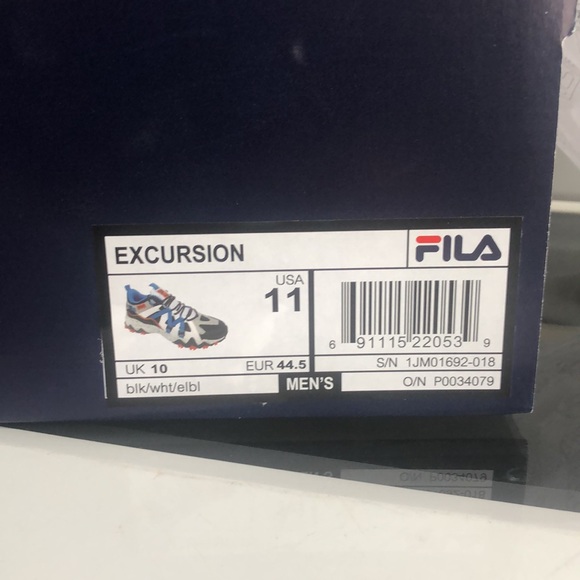 EXCURSION
FILA
USA
11
6 91115 22053 9
UK 10
EUR 44.5
S/N 1JM01692-018
blk/wht/elbl
MEN'S
O/N P0034079